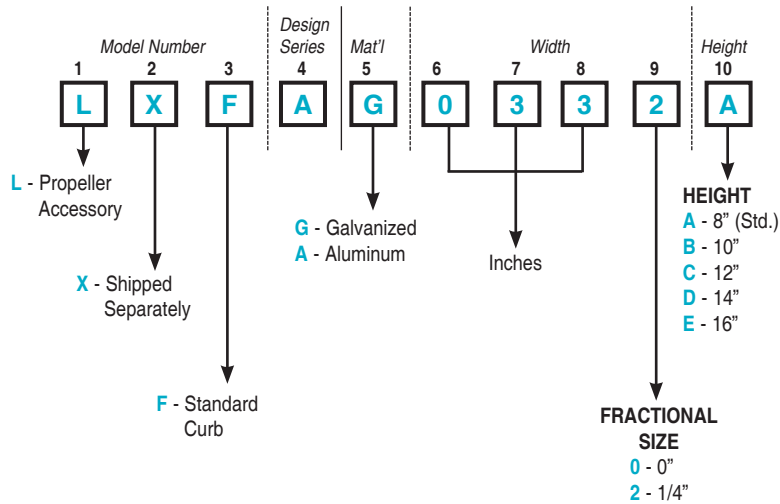 Design
Model Number Series Mat'l Width Height
1 2 3 4 5 6 7 8 9 10
L X F A G 0 3 3 2 A
L - Propeller
Accessory
X - Shipped
Separately
F - Standard
Curb
G - Galvanized
A - Aluminum
Inches
HEIGHT
A - 8” (Std.)
B - 10”
C - 12”
D - 14”
E - 16”
FRACTIONAL
SIZE
0 - 0”
2 - 1/4”